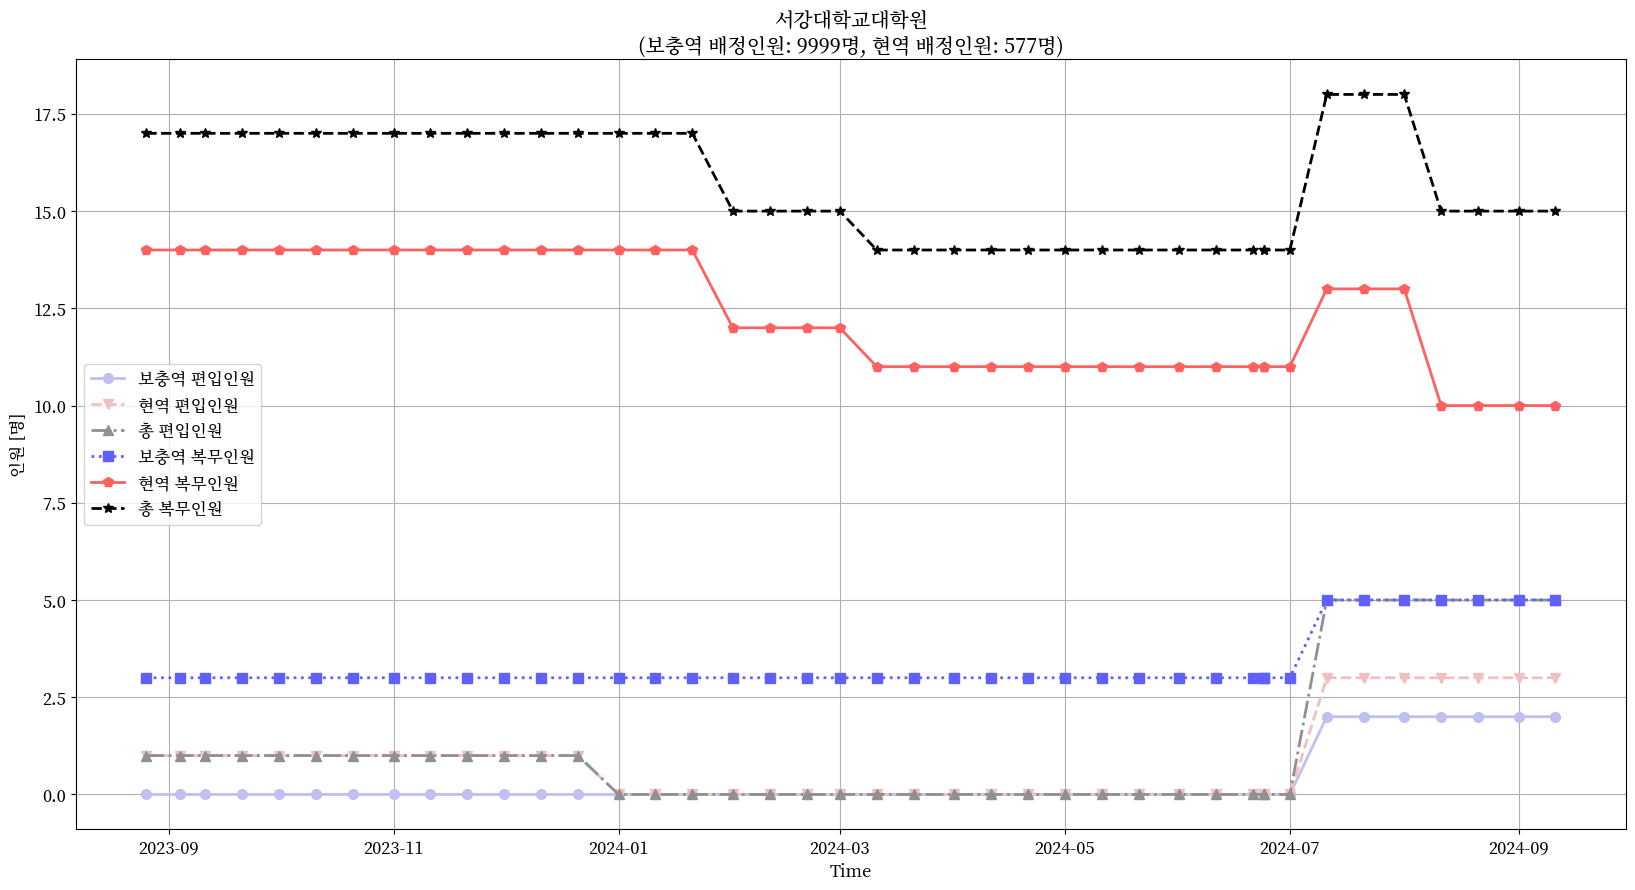 서강대학교대학원
(보충역 배정인원: 9999명, 현역 배정인원: 577명)
인원 [명]
17.5
15.0
12.5
10.0
7.5
5.0
2.5
0.0
보충역 편입인원
현역 편입인원
총 편입인원
보충역 복무인원
현역 복무인원
총 복무인원
2023-09
2023-11
2024-01
2024-03
2024-05
2024-07
2024-09
Time